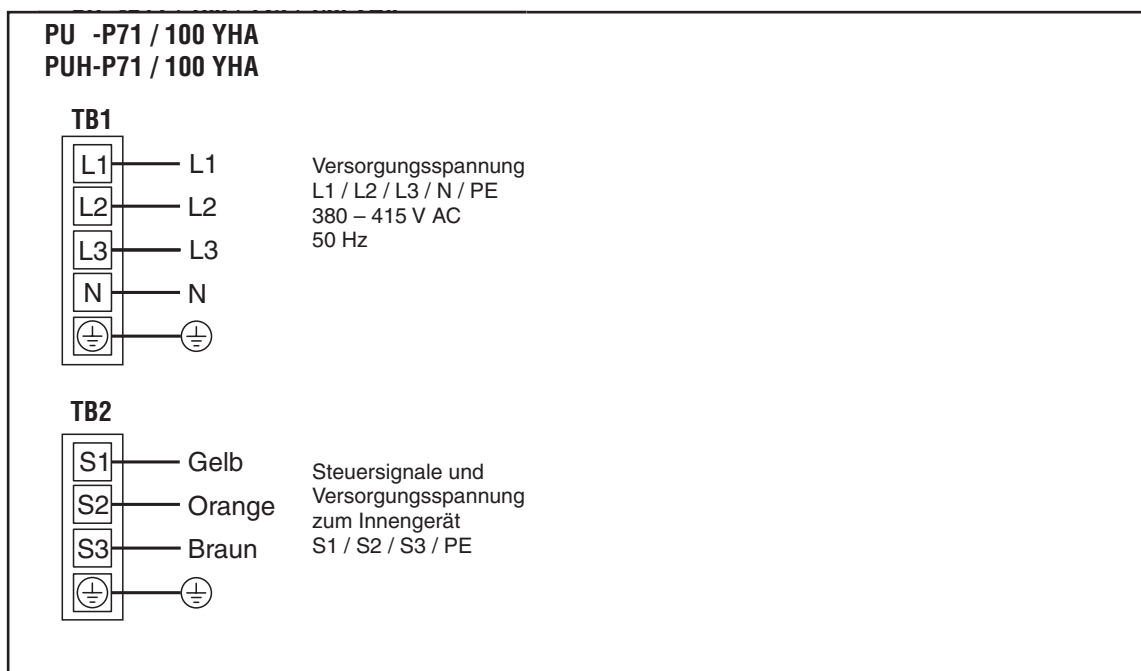 PU -P71 / 100 YHA
PUH-P71 / 100 YHA
TB1
L1 L1
L2 L2
L3 L3
N N
Versorgungsspannung
L1 / L2 / L3 / N / PE
380 – 415 V AC
50 Hz
TB2
S1 Gelb
S2 Orange
S3 Braun
Steuersignale und
Versorgungsspannung
zum Innengerät
S1 / S2 / S3 / PE